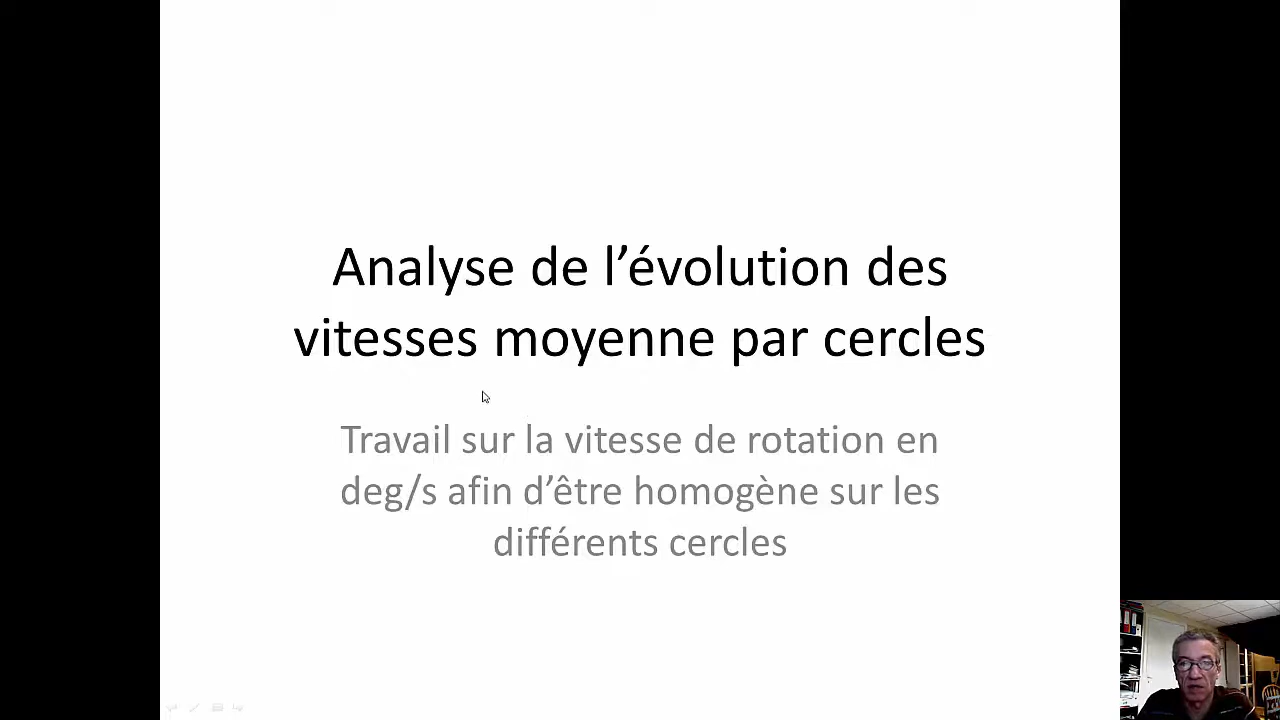 Analyse de l’évolution des
vitesses moyenne par cercles
Travail sur la vitesse de rotation en
deg/s afin d’être homogène sur les
différents cercles